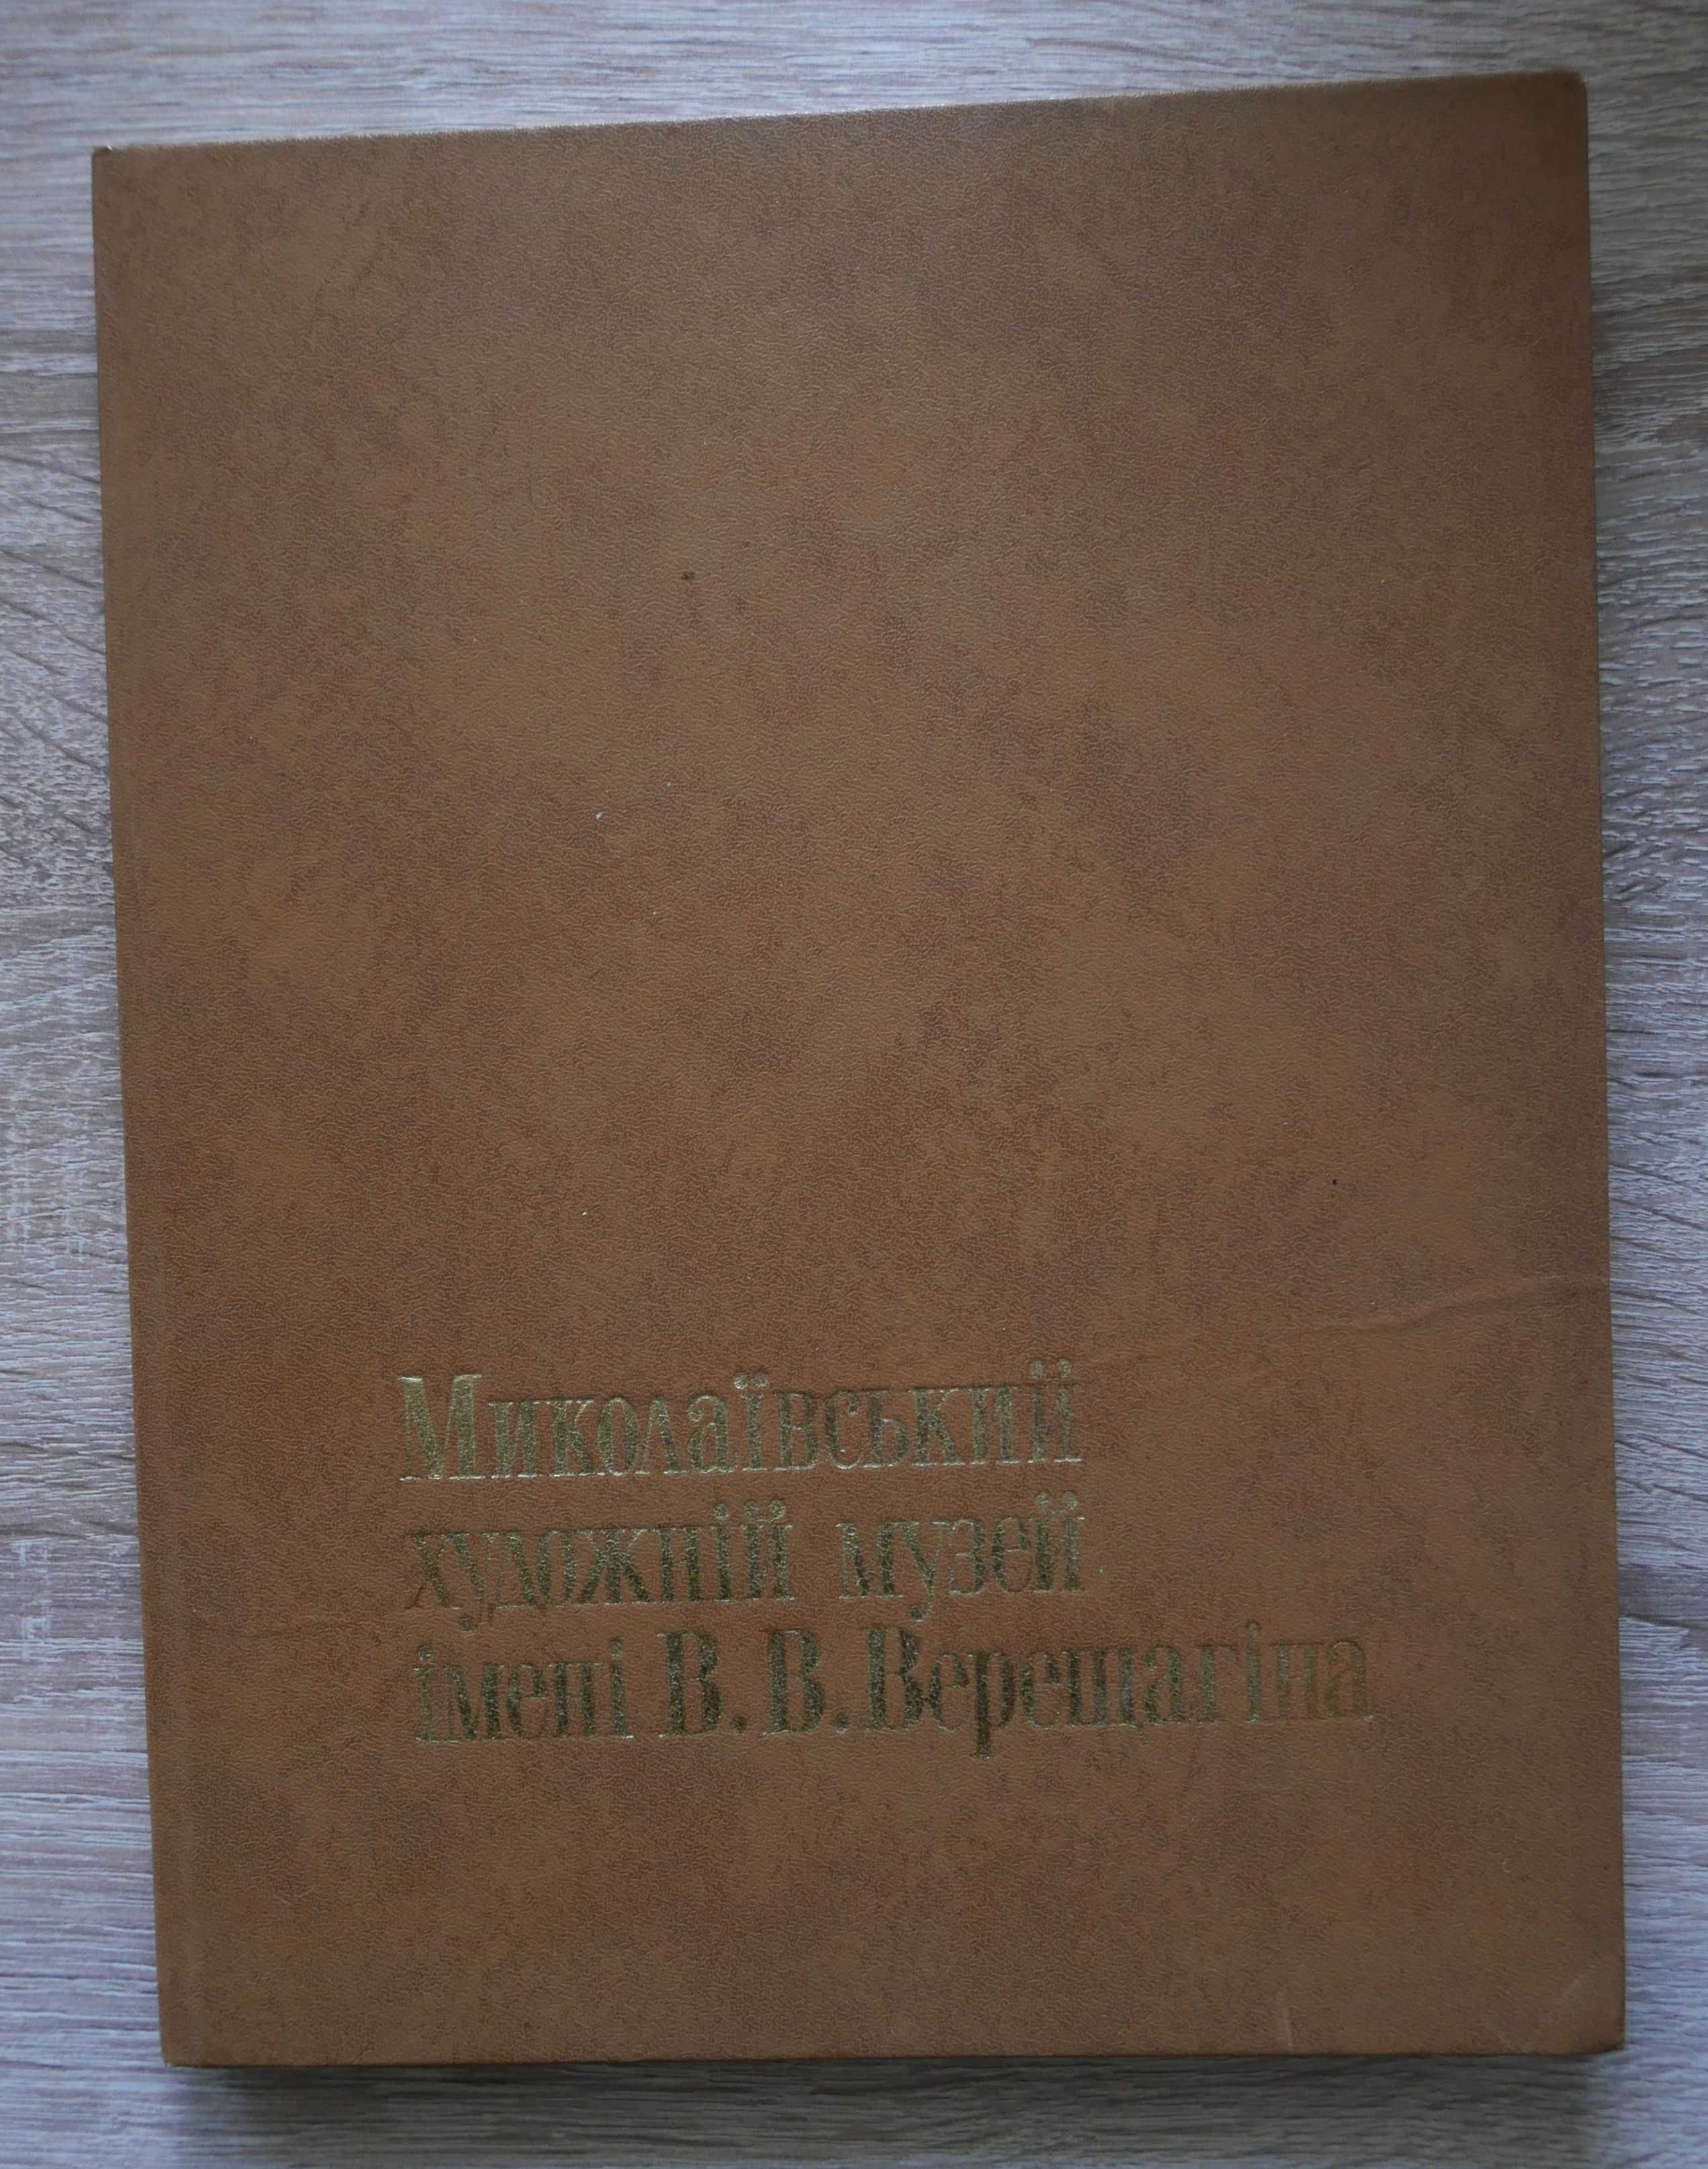 Миколаївський
художній музей
імені В.В.Верещагіна